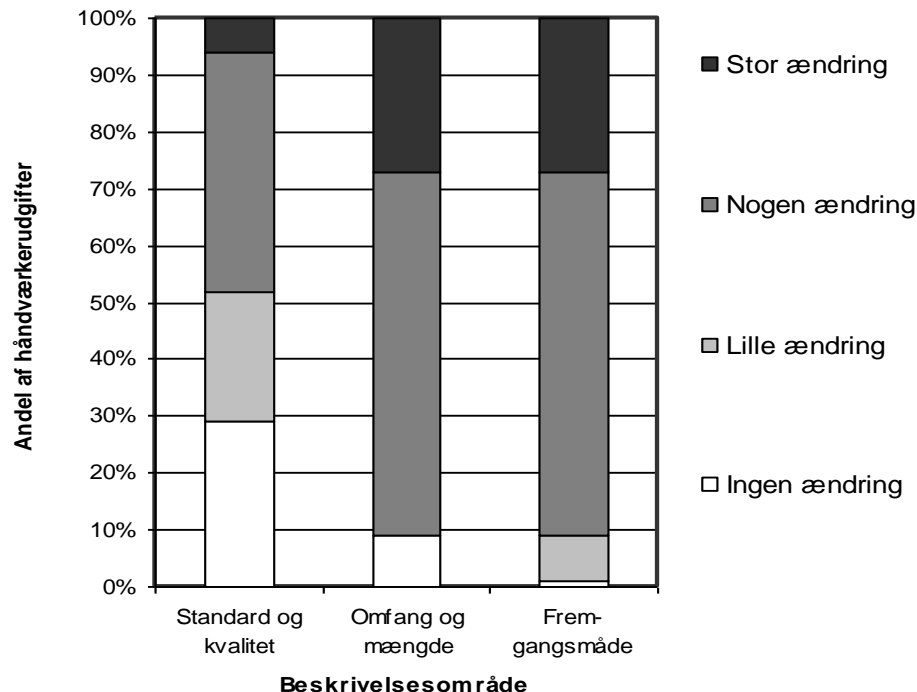 Andel af håndværkerudgifter
100%
90%
80%
70%
60%
50%
40%
30%
20%
10%
0%
Standard og
kvalitet
Omfang og
mængde
Frem-
gangsmåde
Beskrivelsesområde
Stor ændring
Nogen ændring
Lille ændring
Ingen ændring